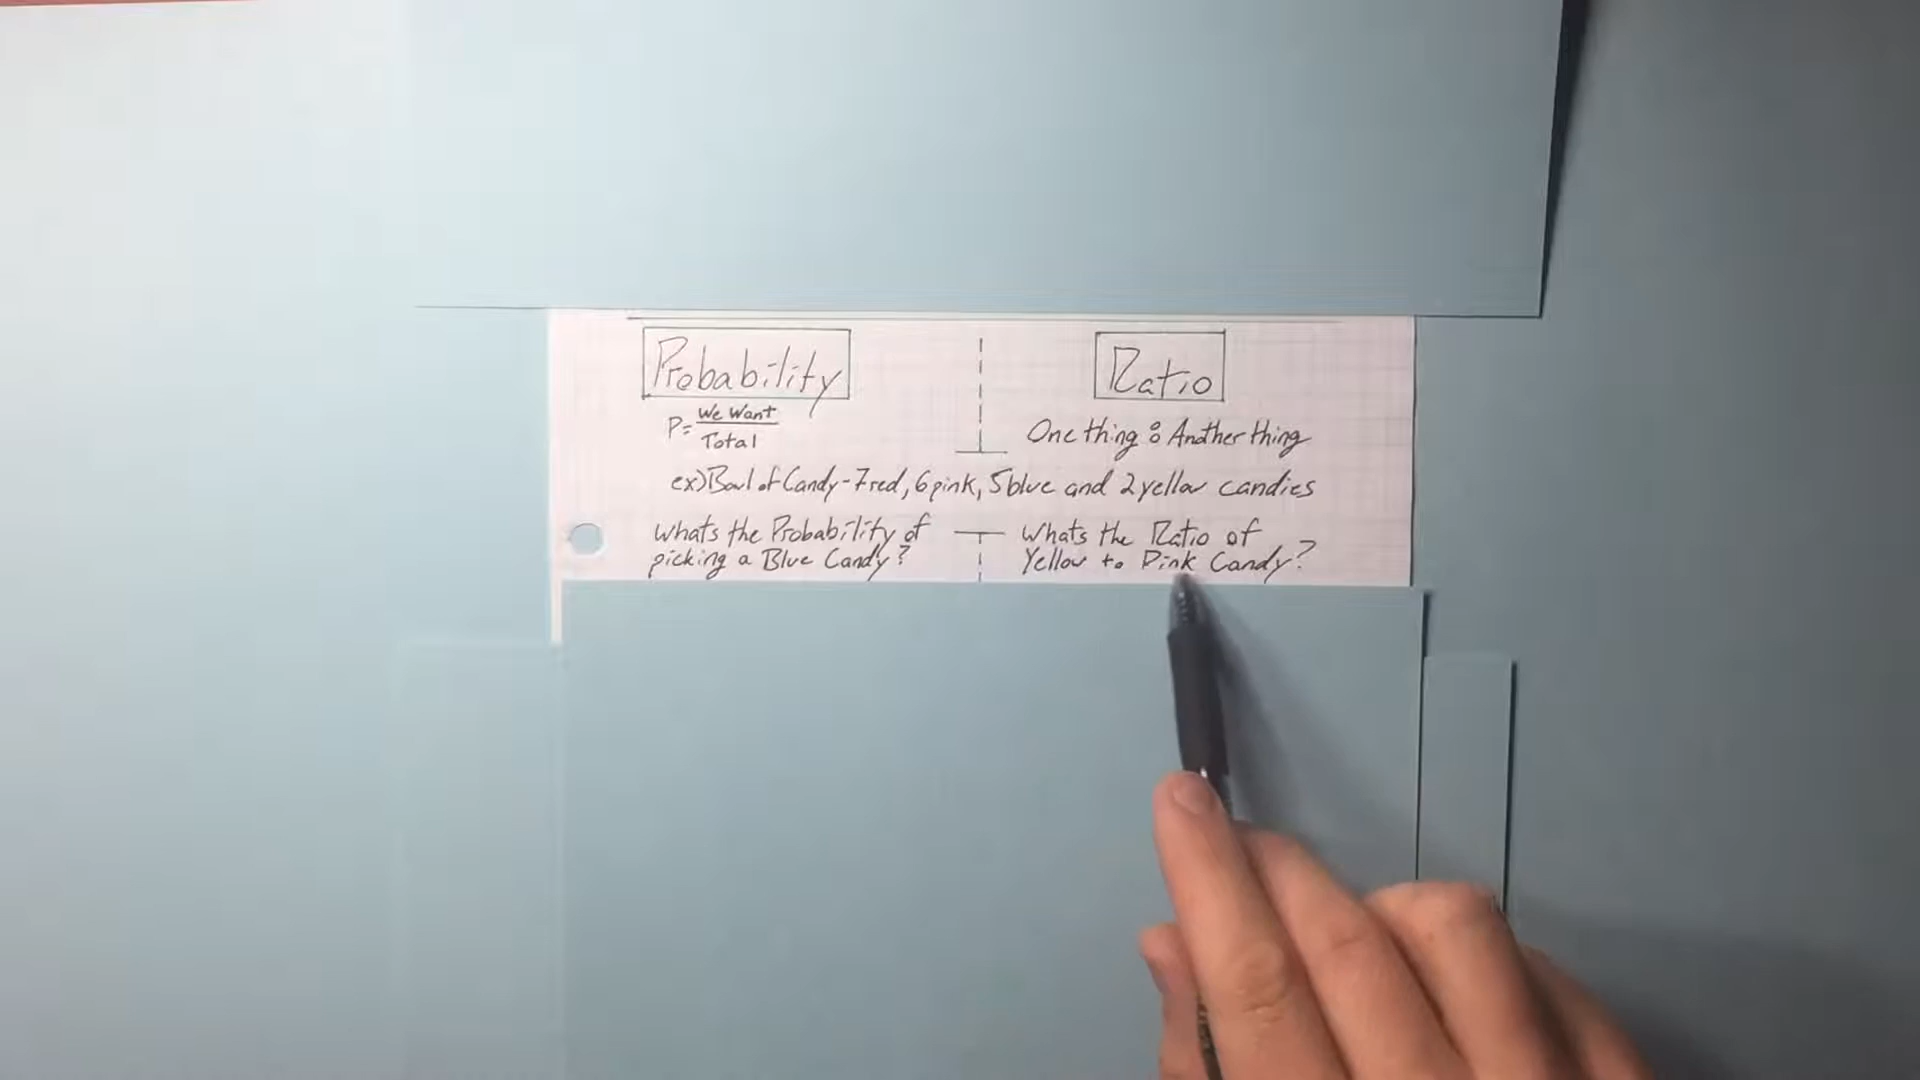 Probability
P= We Want
Total
Ratio
One thing : Another thing
ex) Bowl of Candy - 7 red, 6 pink, 5 blue and 2 yellow candies
Whats the Probability of
picking a Blue Candy?
Whats the Ratio of
Yellow to Pink Candy?